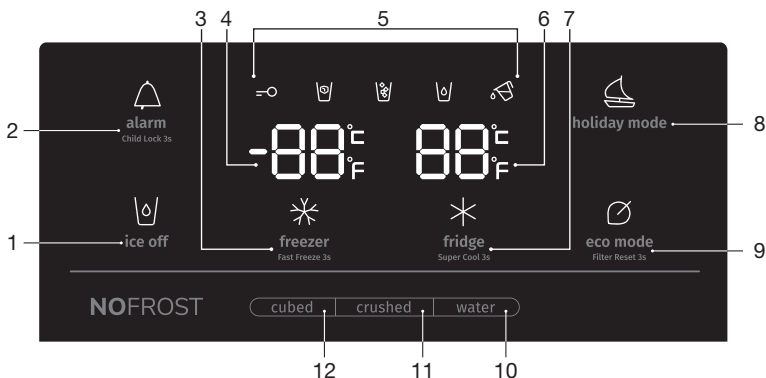 3 4 5 6 7
2 alarm holiday mode 8
Child Lock 3s
-88 °C °F 88 °C °F
1 ice off freezer fridge eco mode 9
Fast Freeze 3s Super Cool 3s Filter Reset 3s
NOFROST cubed crushed water
12 11 10